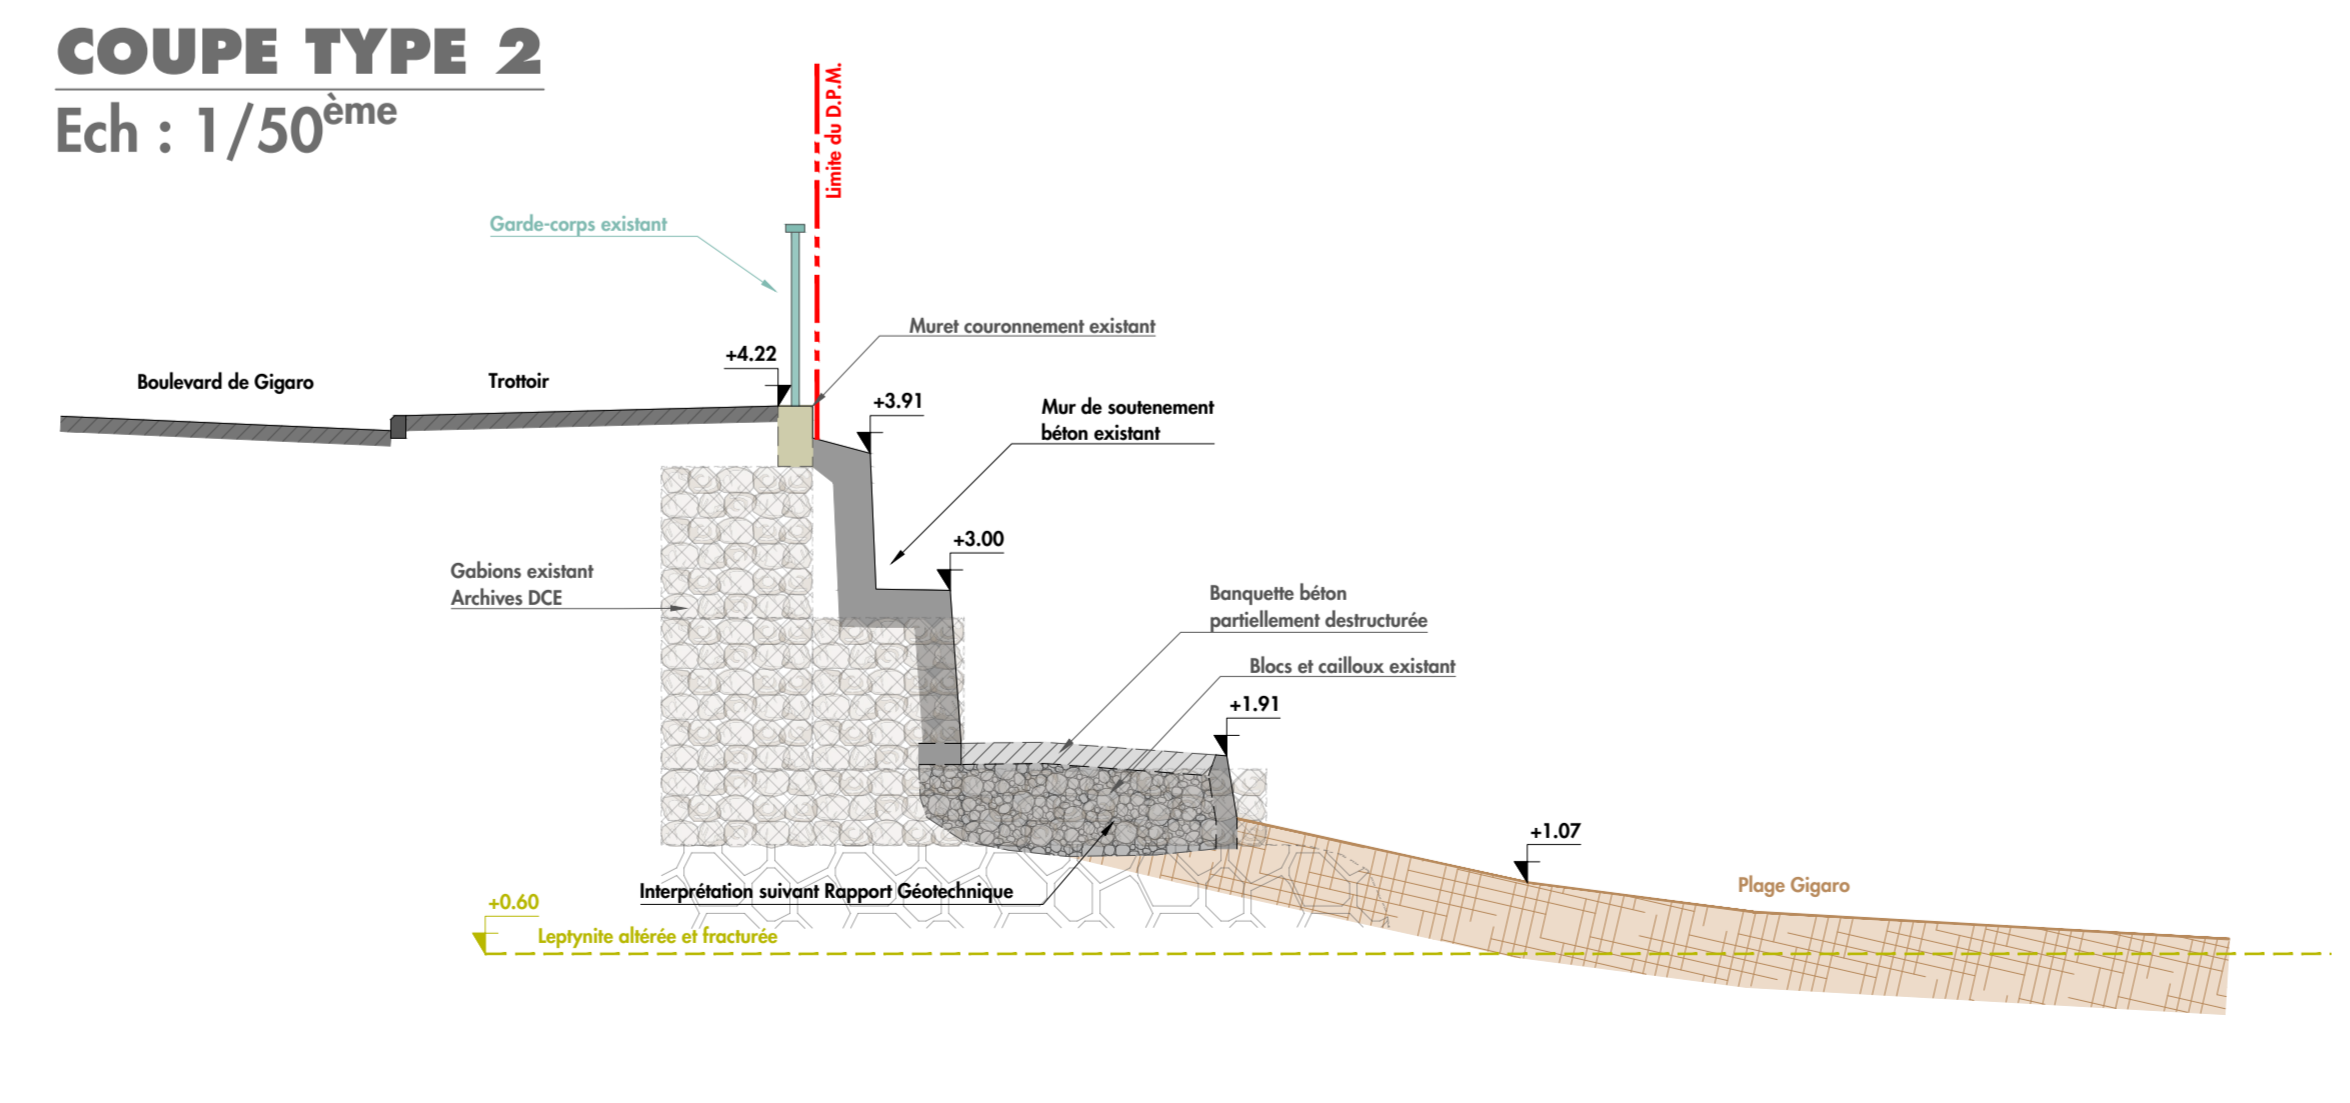 COUPE TYPE 2
Ech : 1/50ème
Limite du D.P.M.
Garde-corps existant
Muret couronnement existant
+4.22
Boulevard de Gigaro
Trottoir
+3.91
Mur de soutenement
béton existant
+3.00
Gabions existant
Archives DCE
Banquette béton
partiellement destructurée
Blocs et cailloux existant
+1.91
+1.07
Plage Gigaro
Interprétation suivant Rapport Géotechnique
+0.60
Leptynite altérée et fracturée